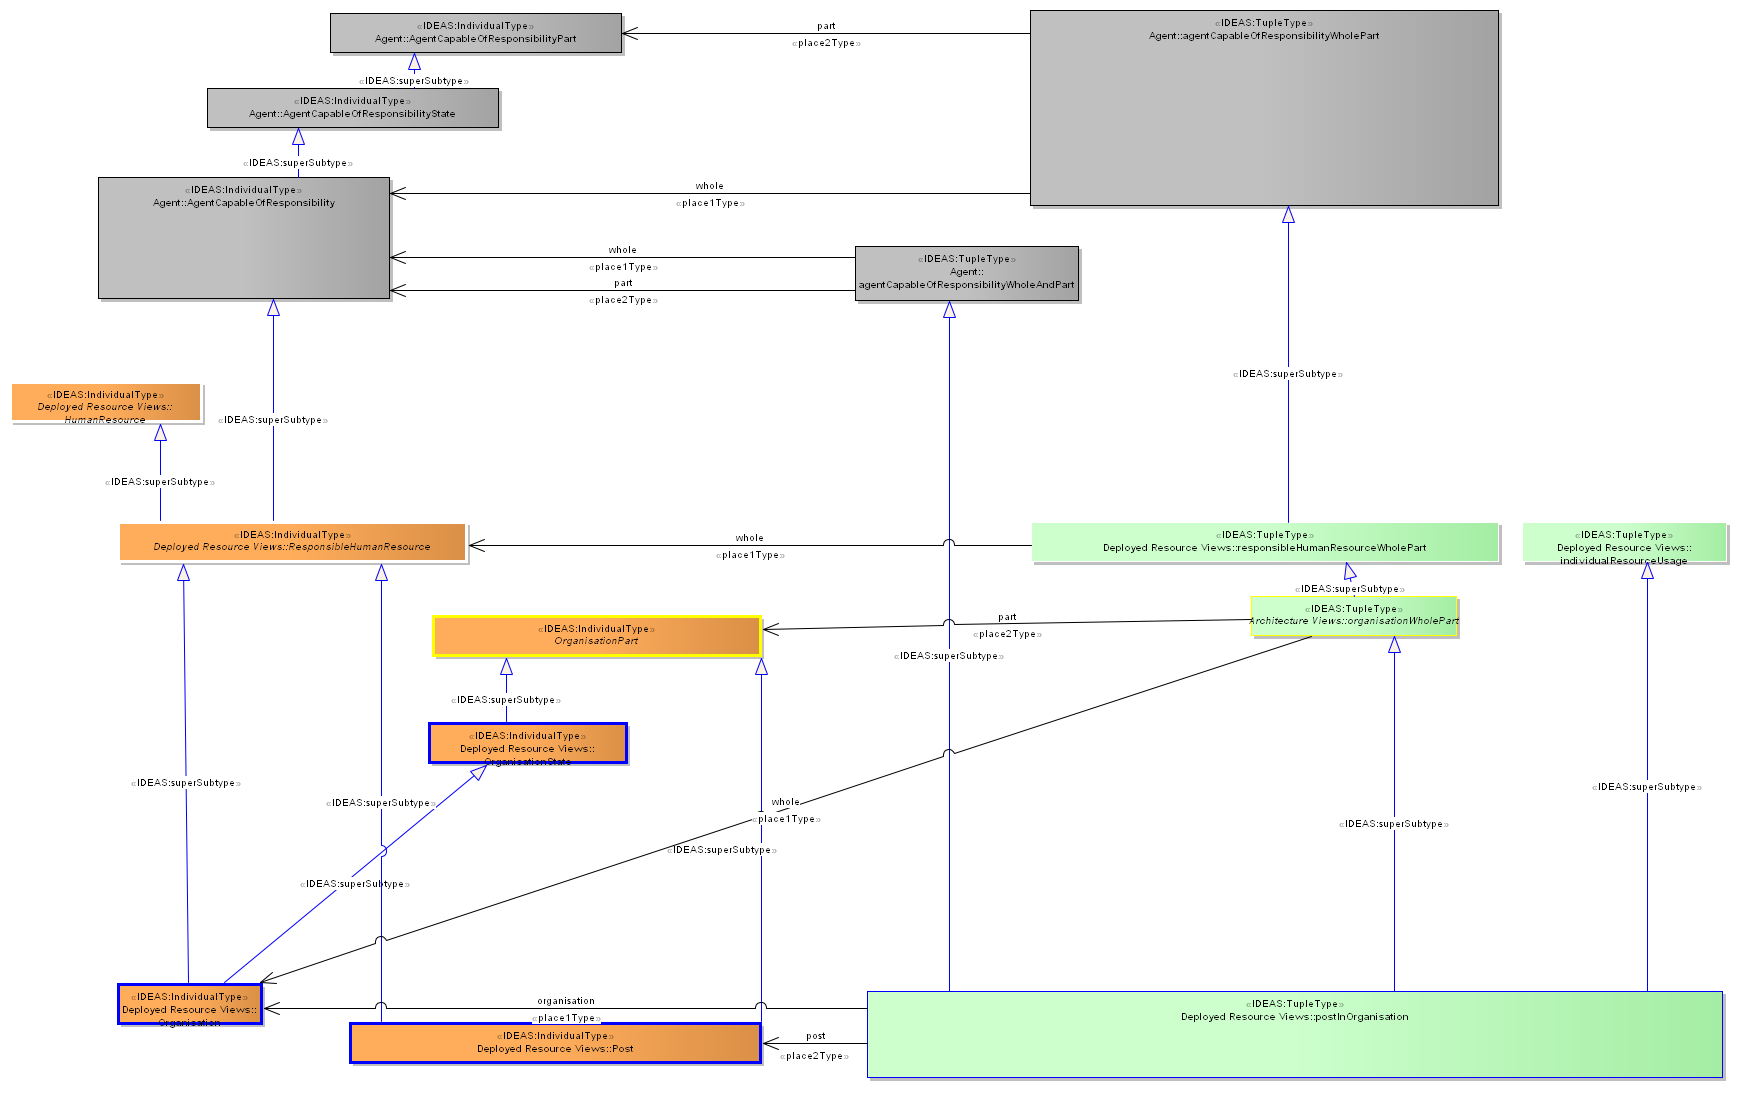 «IDEAS:IndividualType»
Agent::AgentCapableOfResponsibilityPart
part
«place2Type»
«IDEAS:TupleType»
Agent::agentCapableOfResponsibilityWholePart
«IDEAS:superSubtype»
«IDEAS:IndividualType»
Agent::AgentCapableOfResponsibilityState
«IDEAS:superSubtype»
«IDEAS:IndividualType»
Agent::AgentCapableOfResponsibility
whole
«place1Type»
whole
«place1Type»
part
«place2Type»
«IDEAS:TupleType»
Agent::
agentCapableOfResponsibilityWholeAndPart
«IDEAS:superSubtype»
«IDEAS:IndividualType»
Deployed Resource Views::
HumanResource
«IDEAS:superSubtype»
«IDEAS:superSubtype»
«IDEAS:IndividualType»
Deployed Resource Views::ResponsibleHumanResource
whole
«place1Type»
«IDEAS:TupleType»
Deployed Resource Views::responsibleHumanResourceWholePart
«IDEAS:TupleType»
Deployed Resource Views::
individualResourceUsage
«IDEAS:superSubtype»
«IDEAS:TupleType»
Architecture Views::organisationWholePart
part
«place2Type»
«IDEAS:IndividualType»
OrganisationPart
«IDEAS:superSubtype»
«IDEAS:superSubtype»
«IDEAS:IndividualType»
Deployed Resource Views::
OrganisationState
«IDEAS:superSubtype»
«IDEAS:superSubtype»
«IDEAS:superSubtype»
whole
«place1Type»
«IDEAS:superSubtype»
«IDEAS:superSubtype»
«IDEAS:superSubtype»
«IDEAS:IndividualType»
Deployed Resource Views::
Organisation
organisation
«place1Type»
«IDEAS:TupleType»
Deployed Resource Views::postInOrganisation
«IDEAS:IndividualType»
Deployed Resource Views::Post
post
«place2Type»